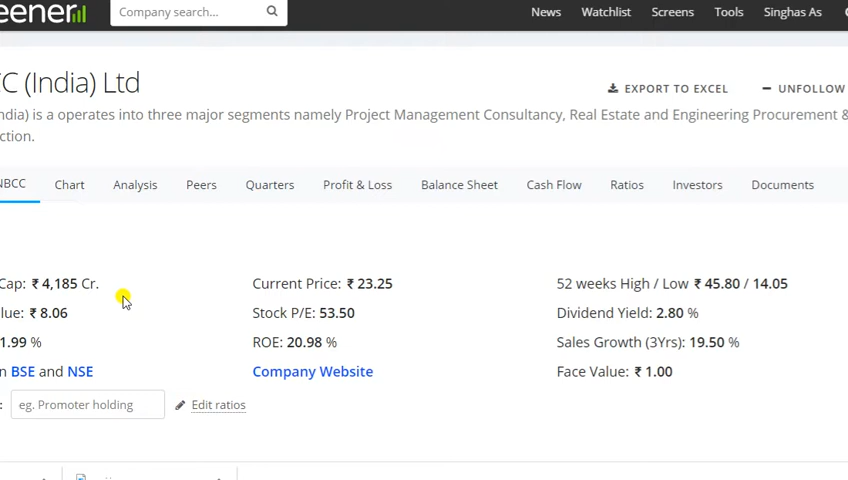 eener
Company search...
News Watchlist Screens Tools Singhas As
C (India) Ltd
EXPORT TO EXCEL
UNFOLLOW
ndia) is a operates into three major segments namely Project Management Consultancy, Real Estate and Engineering Procurement &
ction.
NBCC Chart Analysis Peers Quarters Profit & Loss Balance Sheet Cash Flow Ratios Investors Documents
Cap: ₹ 4,185 Cr. Current Price: ₹ 23.25 52 weeks High / Low ₹ 45.80 / 14.05
lue: ₹ 8.06 Stock P/E: 53.50 Dividend Yield: 2.80 %
1.99 % ROE: 20.98 % Sales Growth (3Yrs): 19.50 %
n BSE and NSE Company Website Face Value: ₹ 1.00
: eg. Promoter holding Edit ratios